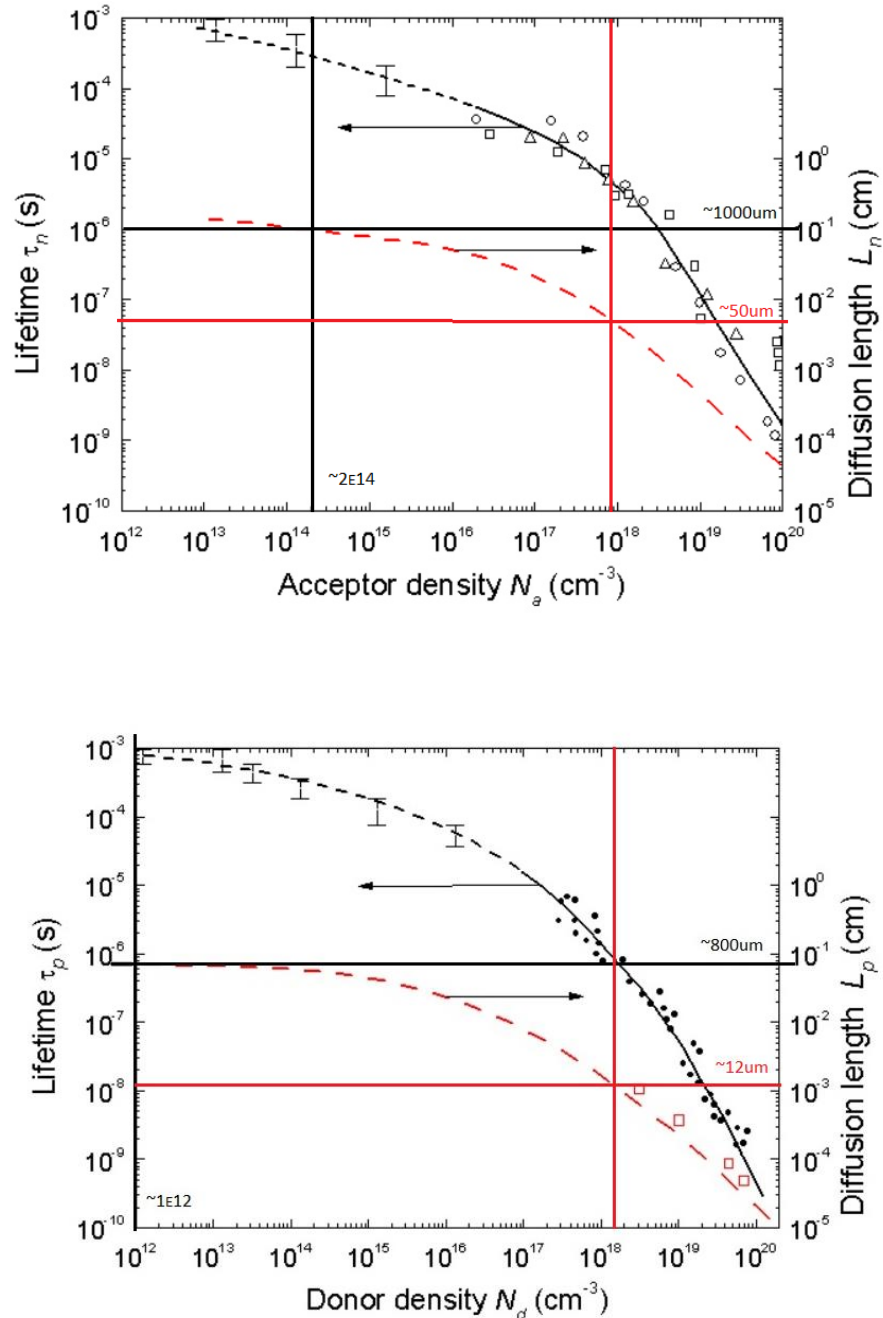 10⁻³
10⁻⁴
10⁻⁵
10⁻⁶
10⁻⁷
10⁻⁸
10⁻⁹
10⁻¹⁰
Lifetime τₙ (s)
10⁰
10⁻¹
10⁻²
10⁻³
10⁻⁴
10⁻⁵
Diffusion length Lₙ (cm)
~1000um
~50um
~2E14
10¹² 10¹³ 10¹⁴ 10¹⁵ 10¹⁶ 10¹⁷ 10¹⁸ 10¹⁹ 10²⁰
Acceptor density Nₐ (cm⁻³)
10⁻³
10⁻⁴
10⁻⁵
10⁻⁶
10⁻⁷
10⁻⁸
10⁻⁹
10⁻¹⁰
Lifetime τₚ (s)
10⁰
10⁻¹
10⁻²
10⁻³
10⁻⁴
10⁻⁵
Diffusion length Lₚ (cm)
~800um
~12um
~1E12
10¹² 10¹³ 10¹⁴ 10¹⁵ 10¹⁶ 10¹⁷ 10¹⁸ 10¹⁹ 10²⁰
Donor density N_d (cm⁻³)